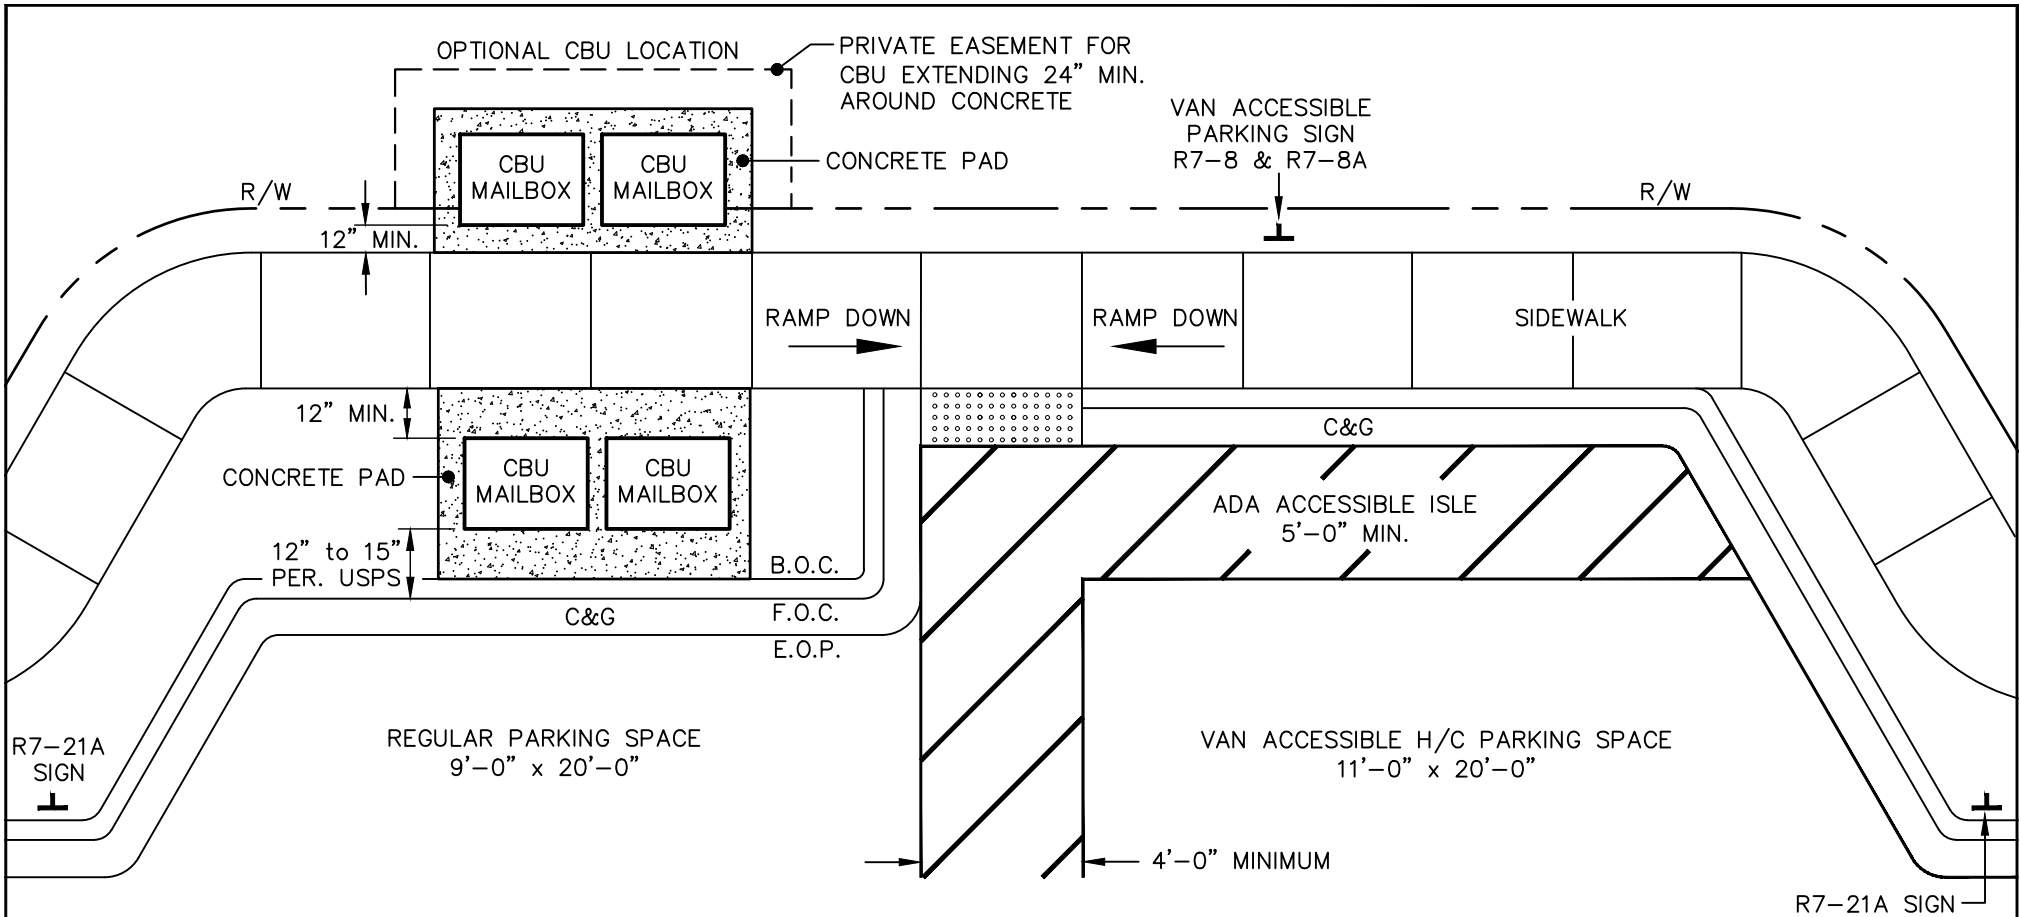 OPTIONAL CBU LOCATION
PRIVATE EASEMENT FOR
CBU EXTENDING 24” MIN.
AROUND CONCRETE
VAN ACCESSIBLE
PARKING SIGN
R7-8 & R7-8A
CBU
MAILBOX
CBU
MAILBOX
CONCRETE PAD
R/W
R/W
12” MIN.
RAMP DOWN
RAMP DOWN
SIDEWALK
12” MIN.
C&G
CONCRETE PAD
CBU
MAILBOX
CBU
MAILBOX
ADA ACCESSIBLE ISLE
5’-0” MIN.
12” to 15”
PER. USPS
B.O.C.
C&G
F.O.C.
E.O.P.
R7-21A
SIGN
REGULAR PARKING SPACE
9’-0” x 20’-0”
VAN ACCESSIBLE H/C PARKING SPACE
11’-0” x 20’-0”
4’-0” MINIMUM
R7-21A SIGN